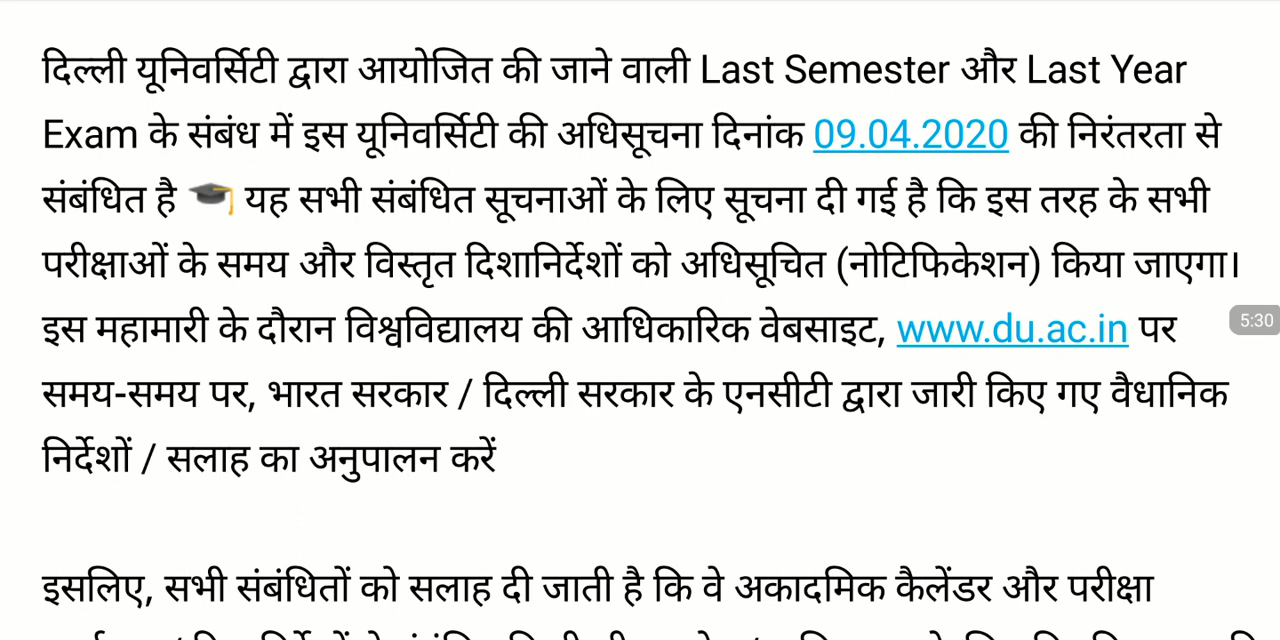 दिल्ली यूनिवर्सिटी द्वारा आयोजित की जाने वाली Last Semester और Last Year
Exam के संबंध में इस यूनिवर्सिटी की अधिसूचना दिनांक 09.04.2020 की निरंतरता से
संबंधित है 🎓 यह सभी संबंधित सूचनाओं के लिए सूचना दी गई है कि इस तरह के सभी
परीक्षाओं के समय और विस्तृत दिशानिर्देशों को अधिसूचित (नोटिफिकेशन) किया जाएगा।
इस महामारी के दौरान विश्वविद्यालय की आधिकारिक वेबसाइट, www.du.ac.in पर
5:30
समय-समय पर, भारत सरकार / दिल्ली सरकार के एनसीटी द्वारा जारी किए गए वैधानिक
निर्देशों / सलाह का अनुपालन करें
इसलिए, सभी संबंधितों को सलाह दी जाती है कि वे अकादमिक कैलेंडर और परीक्षा